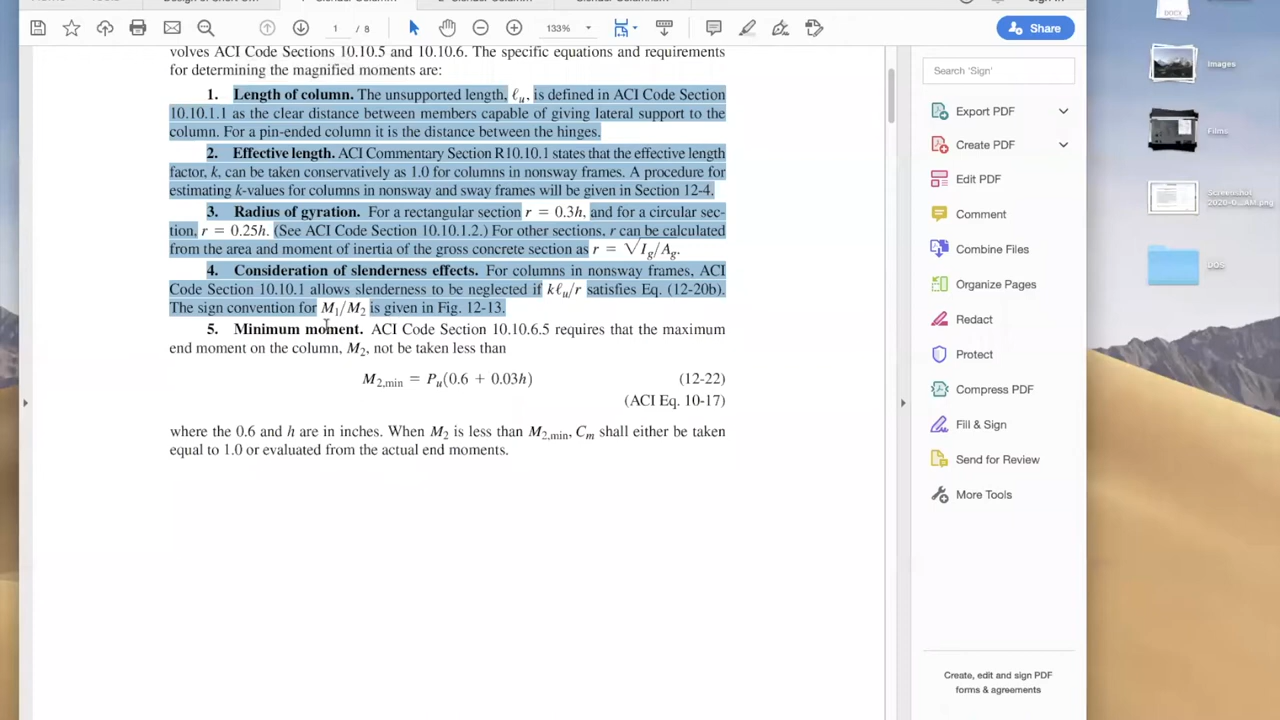 1 / 8
133%
Share
volves ACI Code Sections 10.10.5 and 10.10.6. The specific equations and requirements
for determining the magnified moments are:
1. Length of column. The unsupported length, ℓu, is defined in ACI Code Section
10.10.1.1 as the clear distance between members capable of giving lateral support to the
column. For a pin-ended column it is the distance between the hinges.
2. Effective length. ACI Commentary Section R10.10.1 states that the effective length
factor, k, can be taken conservatively as 1.0 for columns in nonsway frames. A procedure for
estimating k-values for columns in nonsway and sway frames will be given in Section 12-4.
3. Radius of gyration. For a rectangular section r = 0.3h, and for a circular sec-
tion, r = 0.25h. (See ACI Code Section 10.10.1.2.) For other sections, r can be calculated
from the area and moment of inertia of the gross concrete section as r = √Ig/Ag.
4. Consideration of slenderness effects. For columns in nonsway frames, ACI
Code Section 10.10.1 allows slenderness to be neglected if kℓu/r satisfies Eq. (12-20b).
The sign convention for M1/M2 is given in Fig. 12-13.
5. Minimum moment. ACI Code Section 10.10.6.5 requires that the maximum
end moment on the column, M2, not be taken less than
M2,min = Pu(0.6 + 0.03h) (12-22)
(ACI Eq. 10-17)
where the 0.6 and h are in inches. When M2 is less than M2,min, Cm shall either be taken
equal to 1.0 or evaluated from the actual end moments.
Search 'Sign'
Export PDF
Create PDF
Edit PDF
Comment
Combine Files
Organize Pages
Redact
Protect
Compress PDF
Fill & Sign
Send for Review
More Tools
Create, edit and sign PDF
forms & agreements
DOCX
Images
Films
Screenshot
2020-0...AM.png